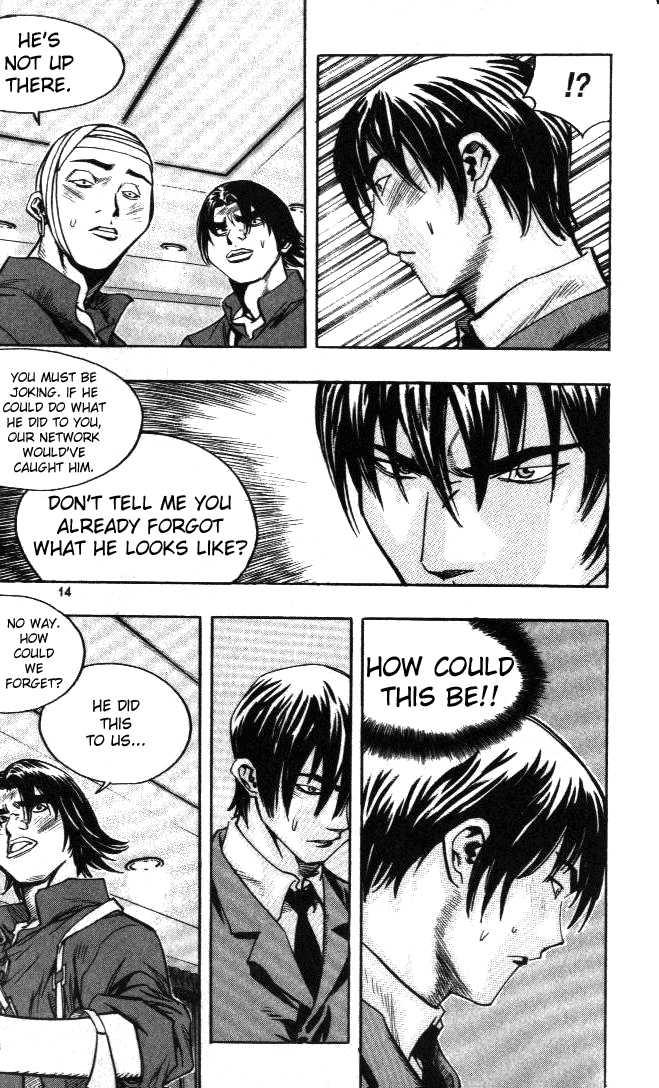 HE'S
NOT UP
THERE.
!?
YOU MUST BE
JOKING. IF HE
COULD DO WHAT
HE DID TO YOU,
OUR NETWORK
WOULD'VE
CAUGHT HIM.
DON'T TELL ME YOU
ALREADY FORGOT
WHAT HE LOOKS LIKE?
14
NO WAY.
HOW
COULD
WE
FORGET?
HE DID
THIS
TO US...
HOW COULD
THIS BE!!